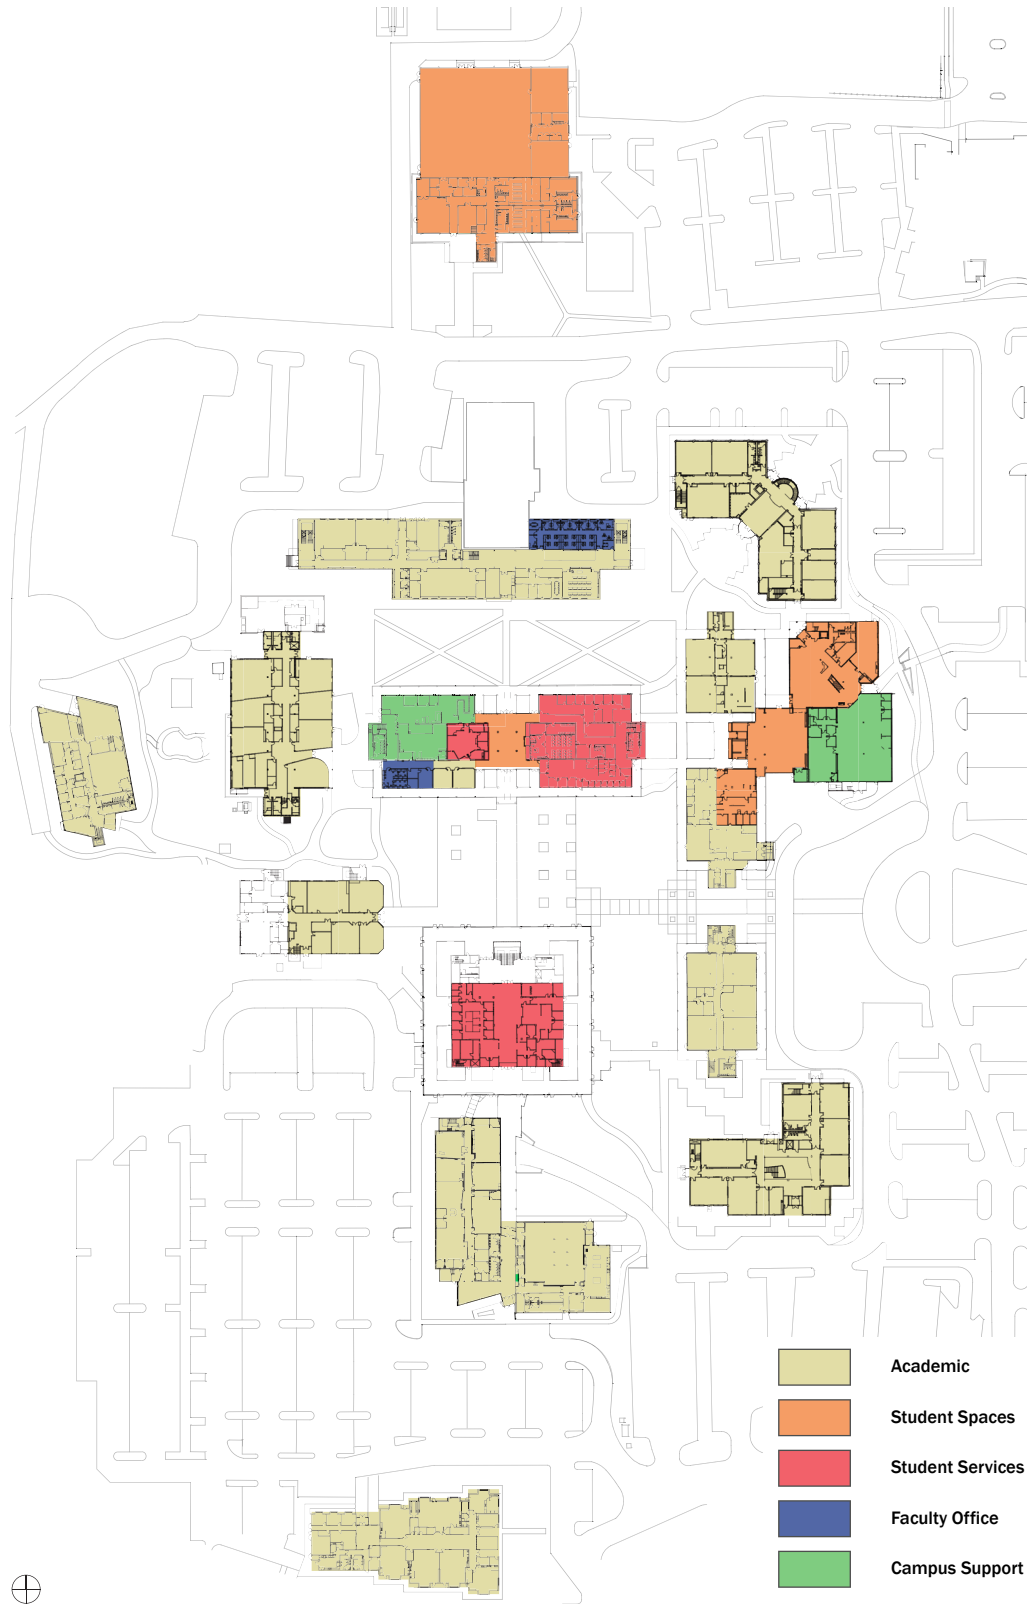 Academic
Student Spaces
Student Services
Faculty Office
Campus Support